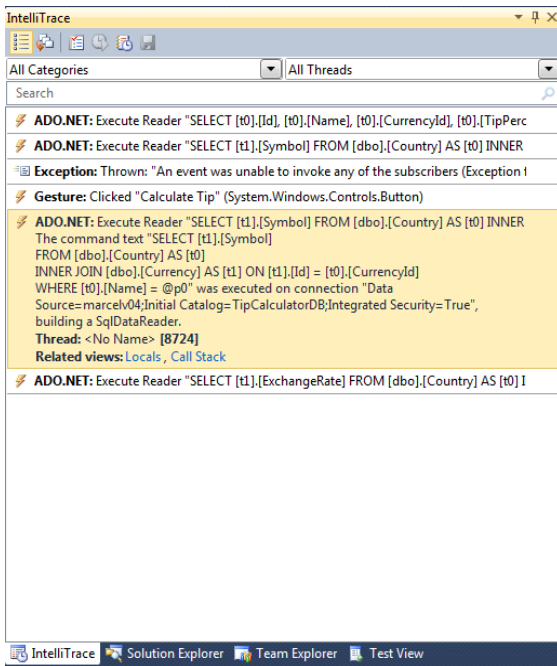 IntelliTrace
All Categories
All Threads
Search
ADO.NET: Execute Reader "SELECT [t0].[Id], [t0].[Name], [t0].[CurrencyId], [t0].[TipPerc
ADO.NET: Execute Reader "SELECT [t1].[Symbol] FROM [dbo].[Country] AS [t0] INNER
Exception: Thrown: "An event was unable to invoke any of the subscribers (Exception f
Gesture: Clicked "Calculate Tip" (System.Windows.Controls.Button)
ADO.NET: Execute Reader "SELECT [t1].[Symbol] FROM [dbo].[Country] AS [t0] INNER
The command text "SELECT [t1].[Symbol]
FROM [dbo].[Country] AS [t0]
INNER JOIN [dbo].[Currency] AS [t1] ON [t1].[Id] = [t0].[CurrencyId]
WHERE [t0].[Name] = @p0" was executed on connection "Data
Source=marcelv04;Initial Catalog=TipCalculatorDB;Integrated Security=True",
building a SqlDataReader.
Thread: <No Name> [8724]
Related views: Locals , Call Stack
ADO.NET: Execute Reader "SELECT [t1].[ExchangeRate] FROM [dbo].[Country] AS [t0] I
IntelliTrace
Solution Explorer
Team Explorer
Test View